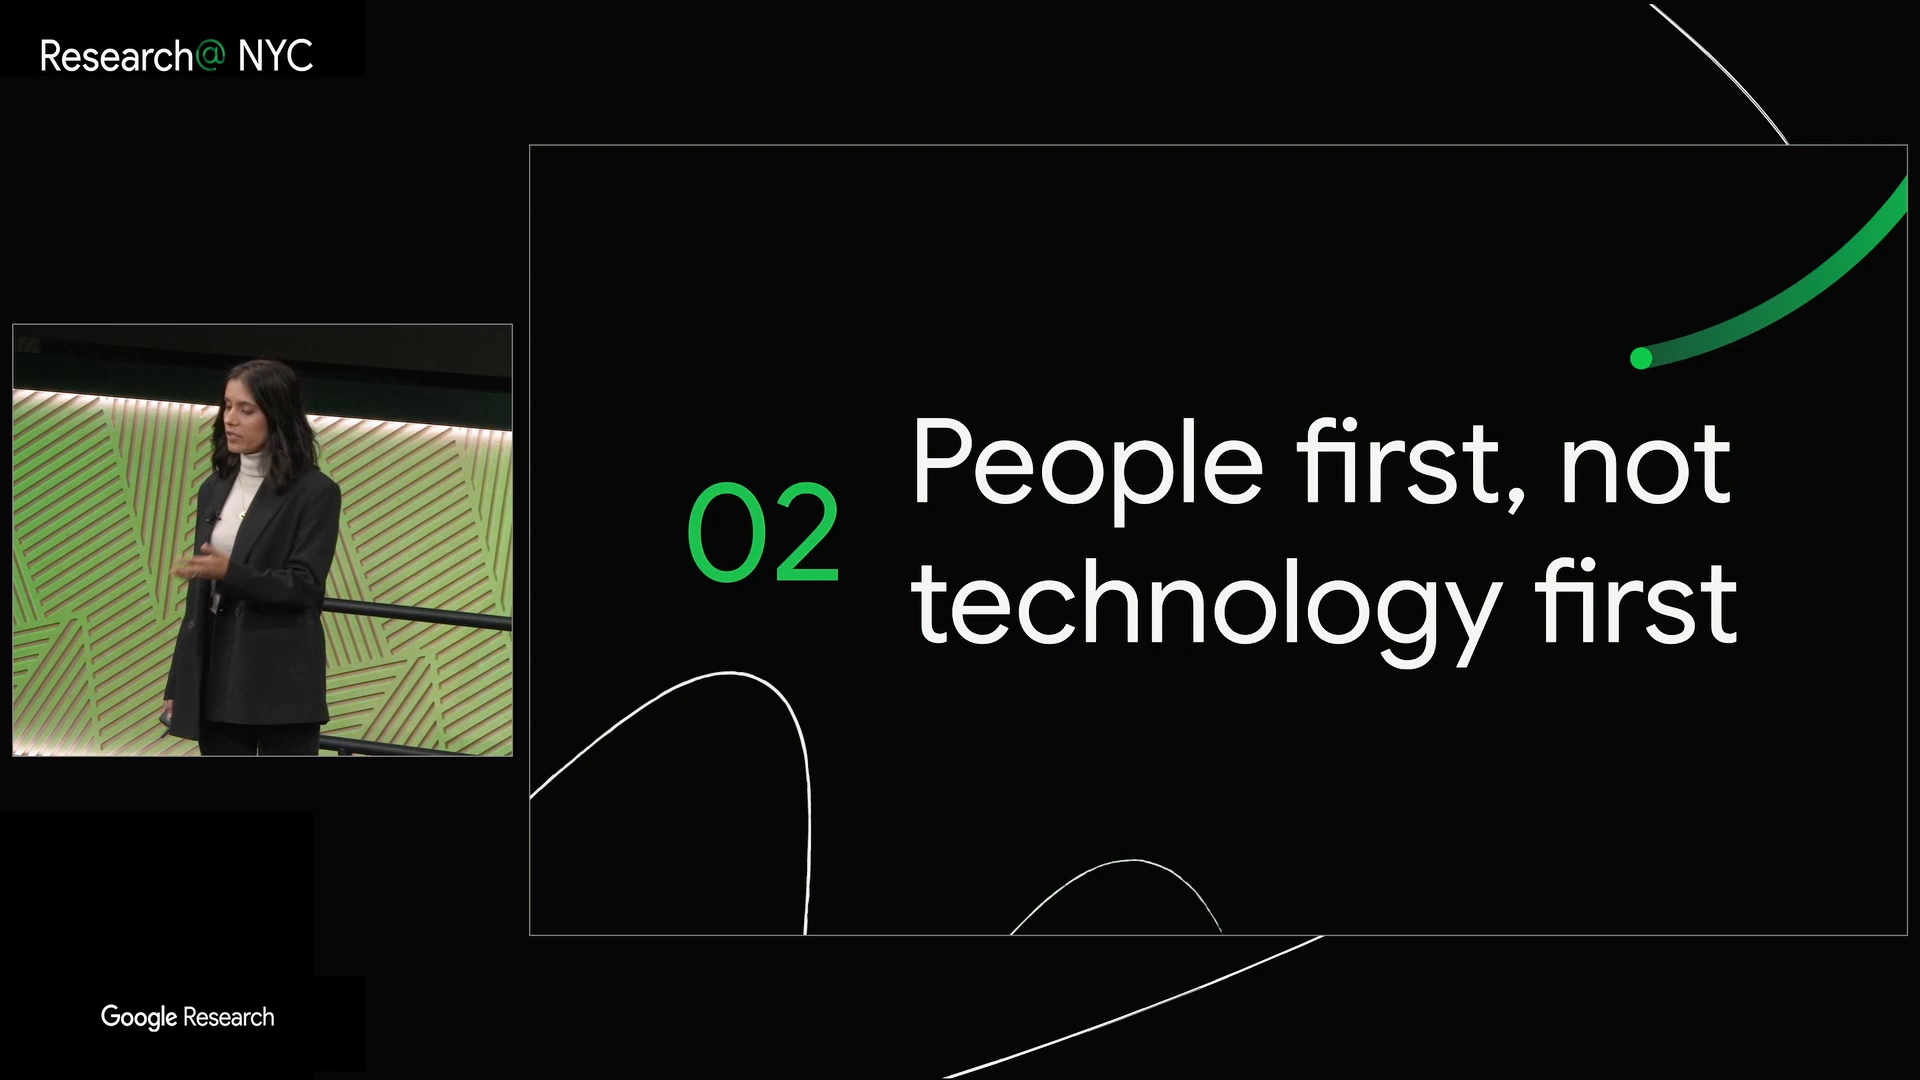 Research@ NYC
02
People first, not
technology first
Google Research